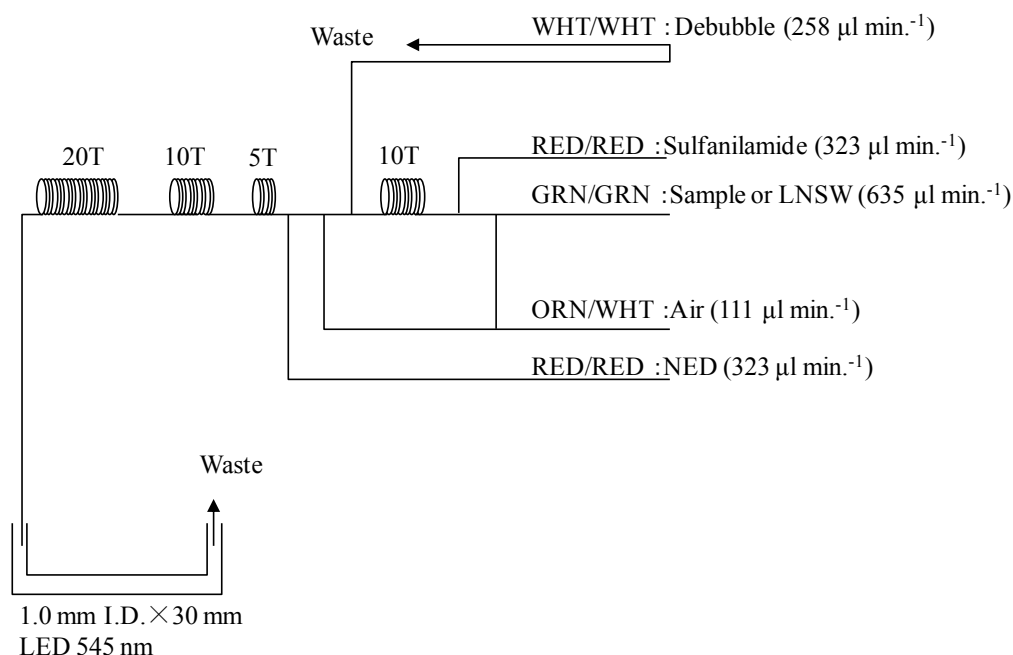 Waste
WHT/WHT : Debubble (258 µl min.-1)
20T
10T
5T
10T
RED/RED : Sulfanilamide (323 µl min.-1)
GRN/GRN : Sample or LNSW (635 µl min.-1)
ORN/WHT : Air (111 µl min.-1)
RED/RED : NED (323 µl min.-1)
Waste
1.0 mm I.D.×30 mm
LED 545 nm